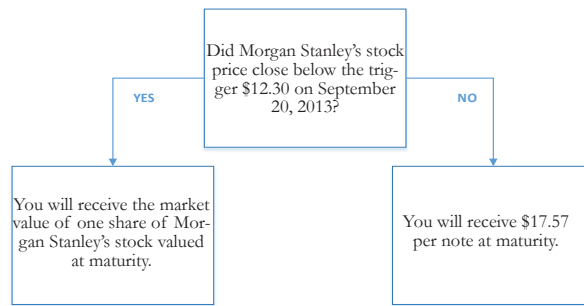 Did Morgan Stanley's stock
price close below the trig-
ger $12.30 on September
20, 2013?
YES
NO
You will receive the market
value of one share of Mor-
gan Stanley's stock valued
at maturity.
You will receive $17.57
per note at maturity.